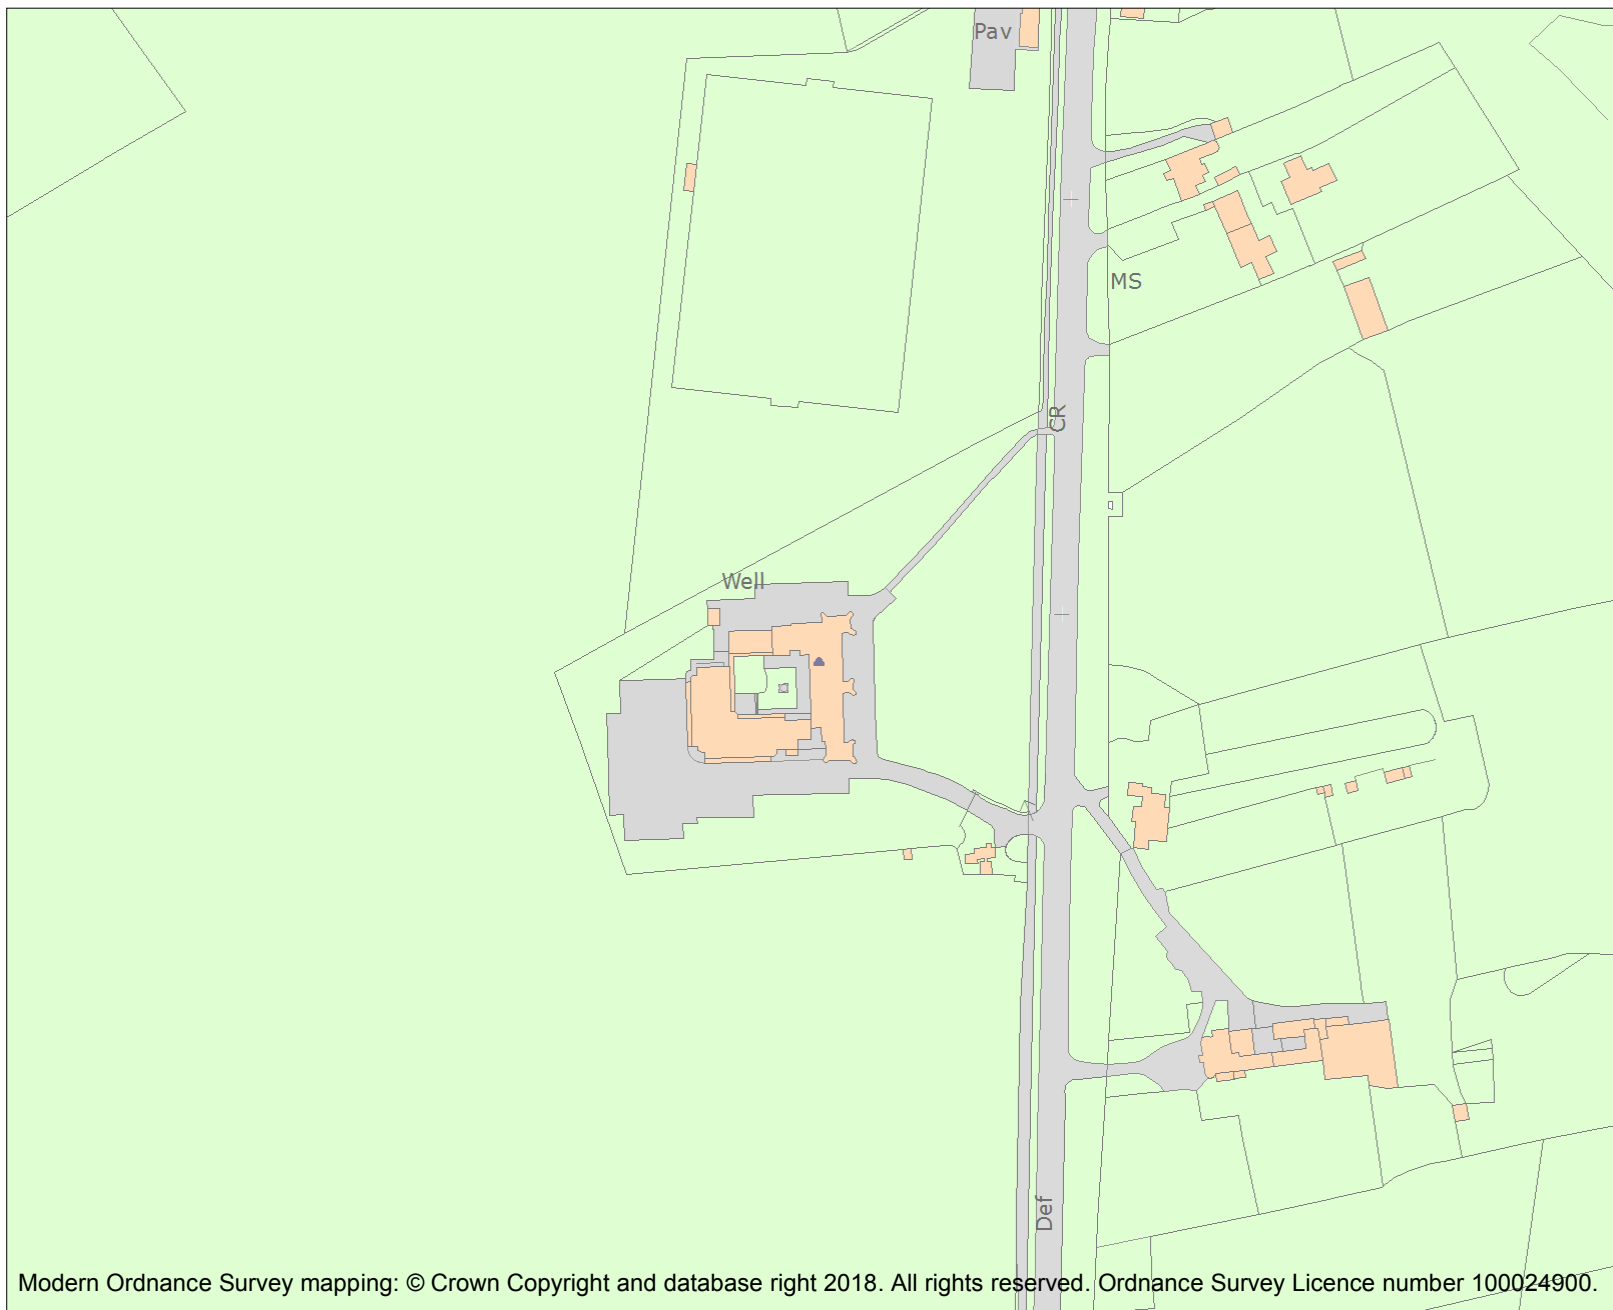 Pav
MS
CR
Well
Def
Modern Ordnance Survey mapping: © Crown Copyright and database right 2018. All rights reserved. Ordnance Survey Licence number 100024900.